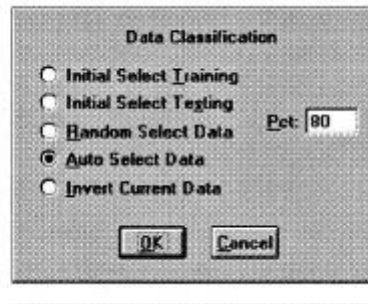 Data Classification
Initial Select Training
Initial Select Testing
Random Select Data
Pct: 80
Auto Select Data
Invert Current Data
OK Cancel